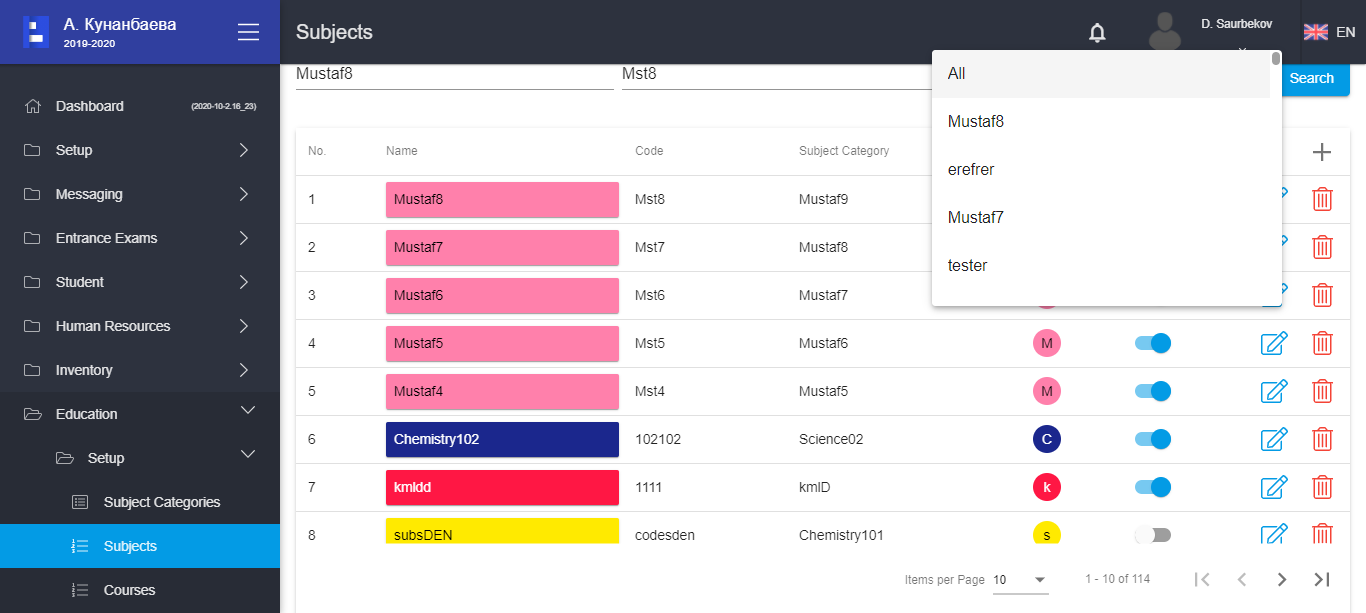 А. Кунанбаева
2019-2020
Subjects
D. Saurbekov
EN
Dashboard
(2020-10-2.16_23)
Setup
Messaging
Entrance Exams
Student
Human Resources
Inventory
Education
Setup
Subject Categories
Subjects
Courses
Mustaf8 Mst8
Search
All
Mustaf8
erefrer
Mustaf7
tester
No. Name Code Subject Category
1 Mustaf8 Mst8 Mustaf9
2 Mustaf7 Mst7 Mustaf8
3 Mustaf6 Mst6 Mustaf7
4 Mustaf5 Mst5 Mustaf6 M
5 Mustaf4 Mst4 Mustaf5 M
6 Chemistry102 102102 Science02 C
7 kmldd 1111 kmlD k
8 subsDEN codesden Chemistry101 s
Items per Page 10 1 - 10 of 114